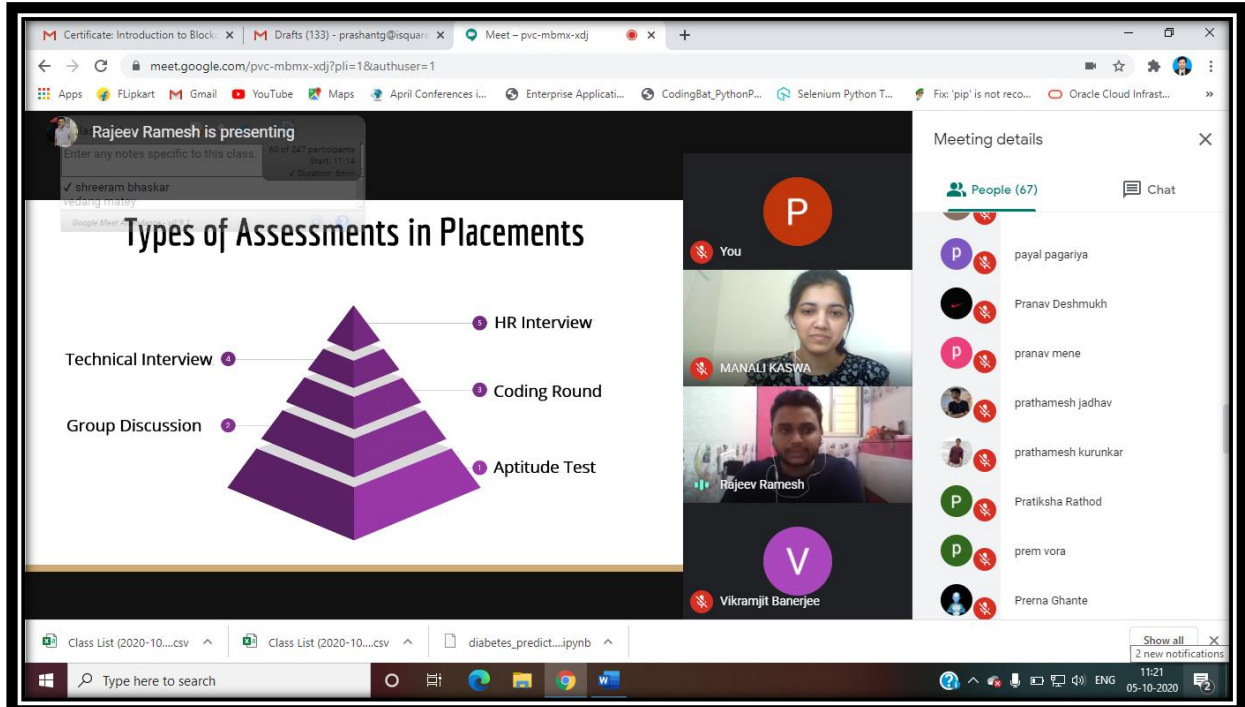 Certificate: Introduction to Block
Drafts (133) - prashantg@isquare
Meet – pvc-mbmx-xdj
meet.google.com/pvc-mbmx-xdj?pli=1&authuser=1
Apps FLipkart Gmail YouTube Maps April Conferences i... Enterprise Applicati... CodingBat_PythonP... Selenium Python T... Fix: 'pip' is not reco... Oracle Cloud Infrast... »
Rajeev Ramesh is presenting
Enter any notes specific to this class.
60 of 247 participants
Start: 11:14
✓ Duration: 6min
✓ shreeram bhaskar
vedang matey
Types of Assessments in Placements
5 HR Interview
Technical Interview 4
3 Coding Round
Group Discussion 2
1 Aptitude Test
P
You
MANALI KASWA
Rajeev Ramesh
V
Vikramjit Banerjee
Meeting details
People (67) Chat
p payal pagariya
Pranav Deshmukh
p pranav mene
prathamesh jadhav
prathamesh kurunkar
P Pratiksha Rathod
p prem vora
Prerna Ghante
Class List (2020-10....csv
Class List (2020-10....csv
diabetes_predict....ipynb
Show all
2 new notifications
Type here to search
ENG
11:21
05-10-2020
2